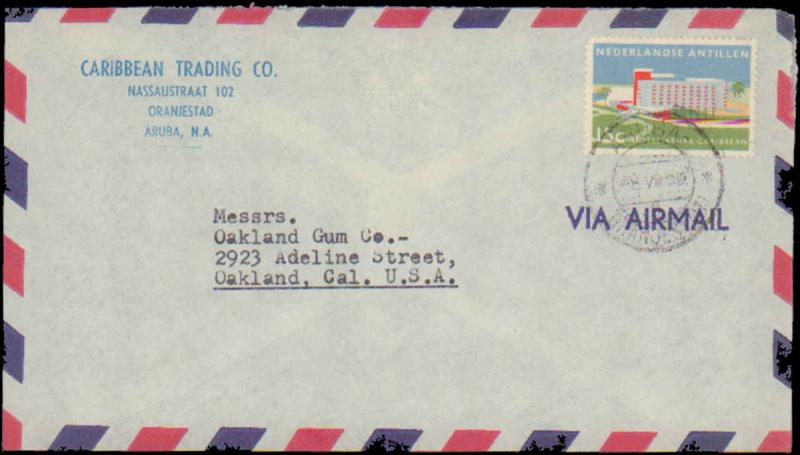 CARIBBEAN TRADING CO.
NASSAUSTRAAT 102
ORANJESTAD
ARUBA, N.A.
NEDERLANDSE ANTILLEN
15c
CARIBBEAN
VIA AIRMAIL
Messrs.
Oakland Gum Co.-
2923 Adeline Street,
Oakland, Cal. U.S.A.